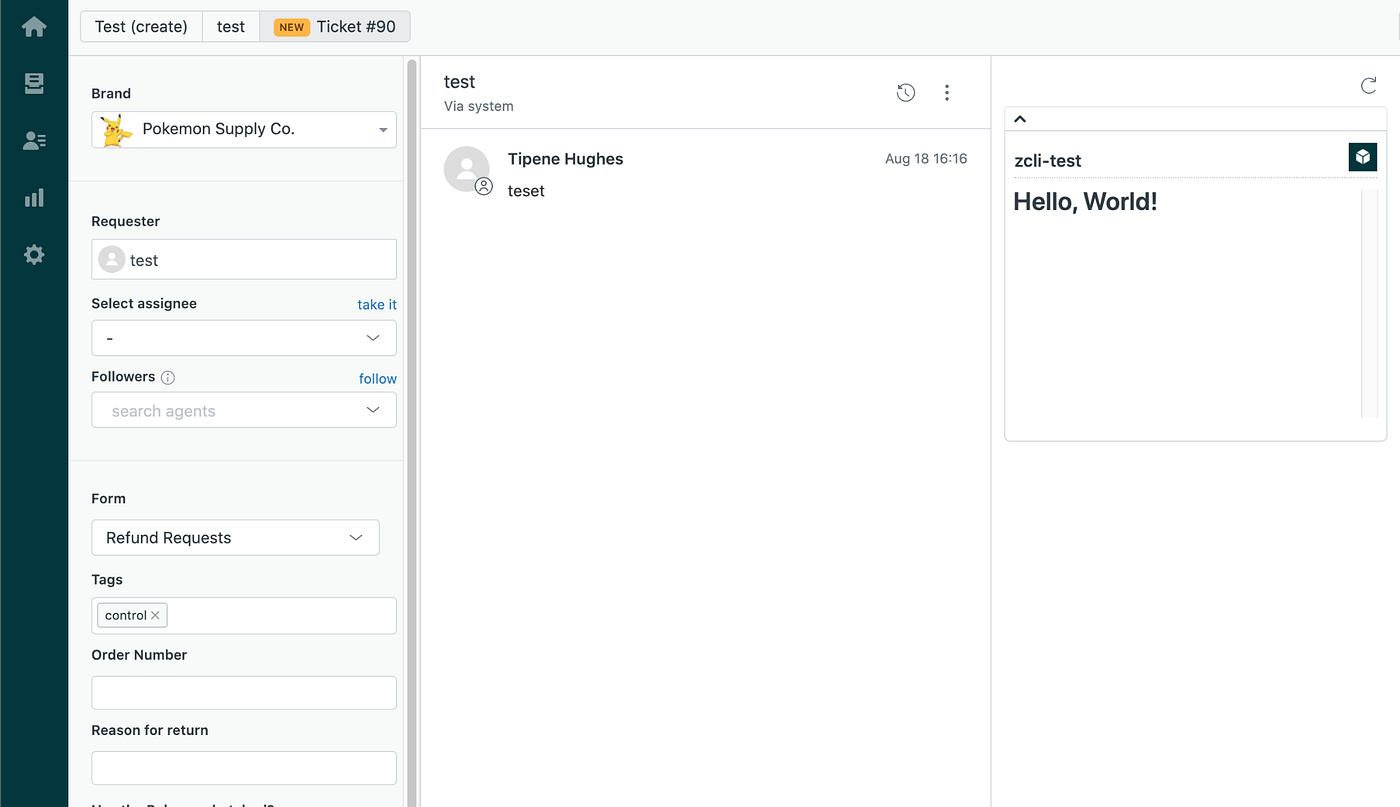 Test (create)
test
NEW Ticket #90
Brand
Pokemon Supply Co.
Requester
test
Select assignee
take it
-
Followers
follow
search agents
Form
Refund Requests
Tags
control
Order Number
Reason for return
test
Via system
Tipene Hughes
Aug 18 16:16
teset
zcli-test
Hello, World!